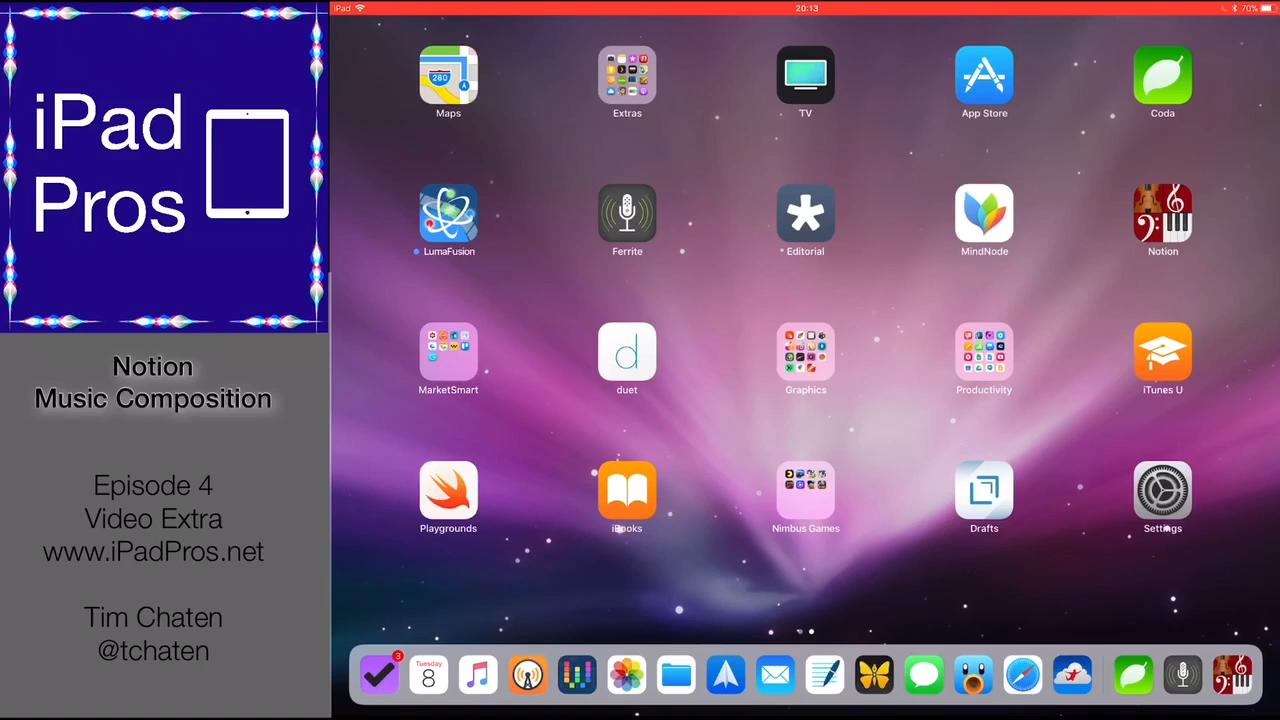 iPad
Pros
Notion
Music Composition
Episode 4
Video Extra
www.iPadPros.net
Tim Chaten
@tchaten
iPad 20:13 70%
280
Maps Extras TV App Store Coda
LumaFusion Ferrite Editorial MindNode Notion
d
MarketSmart duet Graphics Productivity iTunes U
Playgrounds iBooks Nimbus Games Drafts Settings
3
Tuesday
8